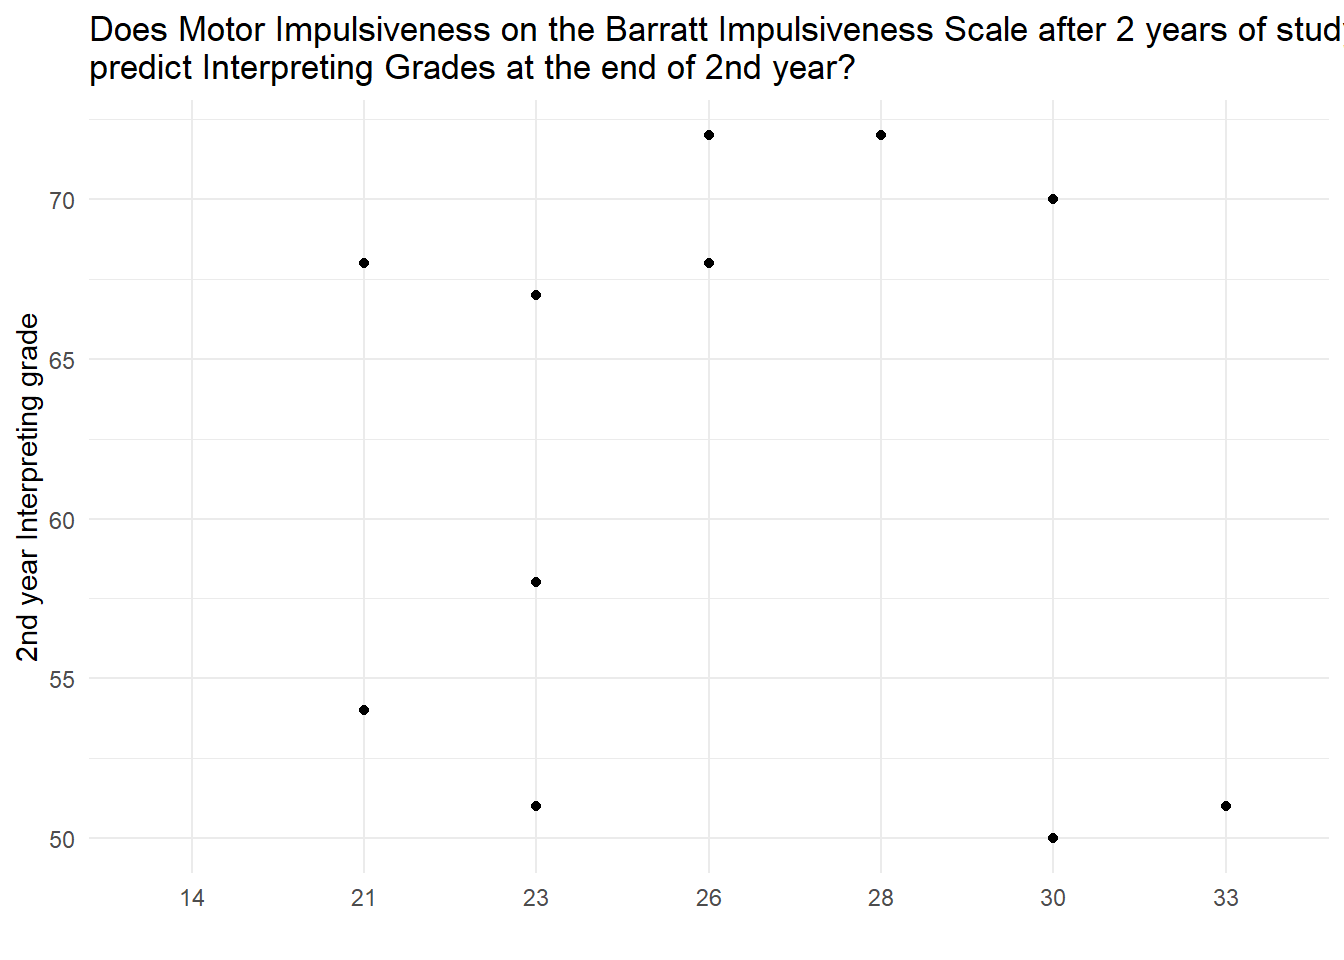 Does Motor Impulsiveness on the Barratt Impulsiveness Scale after 2 years of stud
predict Interpreting Grades at the end of 2nd year?
2nd year Interpreting grade
70
65
60
55
50
14 21 23 26 28 30 33